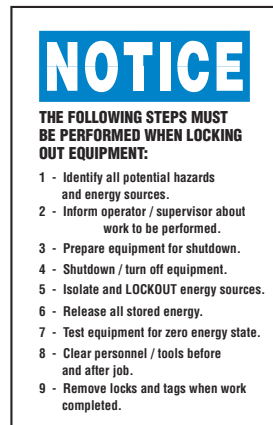 NOTICE
THE FOLLOWING STEPS MUST
BE PERFORMED WHEN LOCKING
OUT EQUIPMENT:
1 - Identify all potential hazards
and energy sources.
2 - Inform operator / supervisor about
work to be performed.
3 - Prepare equipment for shutdown.
4 - Shutdown / turn off equipment.
5 - Isolate and LOCKOUT energy sources.
6 - Release all stored energy.
7 - Test equipment for zero energy state.
8 - Clear personnel / tools before
and after job.
9 - Remove locks and tags when work
completed.